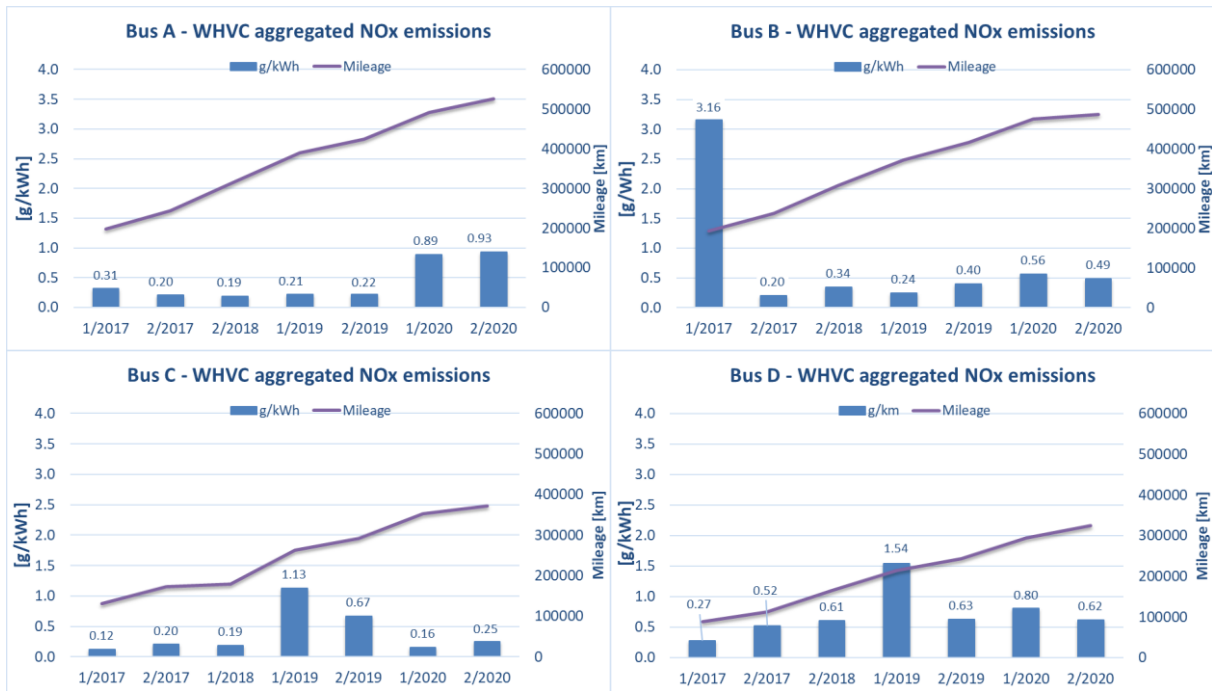 Bus A - WHVC aggregated NOx emissions
g/kWh Mileage
[g/kWh]
4.0
3.5
3.0
2.5
2.0
1.5
1.0
0.5
0.0
0.31 0.20 0.19 0.21 0.22 0.89 0.93
600000
500000
400000
300000
200000
100000
0
Mileage [km]
1/2017 2/2017 2/2018 1/2019 2/2019 1/2020 2/2020
Bus B - WHVC aggregated NOx emissions
g/kWh Mileage
[g/Wh]
4.0
3.5
3.0
2.5
2.0
1.5
1.0
0.5
0.0
3.16 0.20 0.34 0.24 0.40 0.56 0.49
600000
500000
400000
300000
200000
100000
0
Mileage [km]
1/2017 2/2017 2/2018 1/2019 2/2019 1/2020 2/2020
Bus C - WHVC aggregated NOx emissions
g/kWh Mileage
[g/kWh]
4.0
3.5
3.0
2.5
2.0
1.5
1.0
0.5
0.0
0.12 0.20 0.19 1.13 0.67 0.16 0.25
600000
500000
400000
300000
200000
100000
0
Mileage [km]
1/2017 2/2017 1/2018 1/2019 2/2019 1/2020 2/2020
Bus D - WHVC aggregated NOx emissions
g/km Mileage
[g/kWh]
4.0
3.5
3.0
2.5
2.0
1.5
1.0
0.5
0.0
0.27 0.52 0.61 1.54 0.63 0.80 0.62
600000
500000
400000
300000
200000
100000
0
Mileage [km]
1/2017 2/2017 2/2018 1/2019 2/2019 1/2020 2/2020